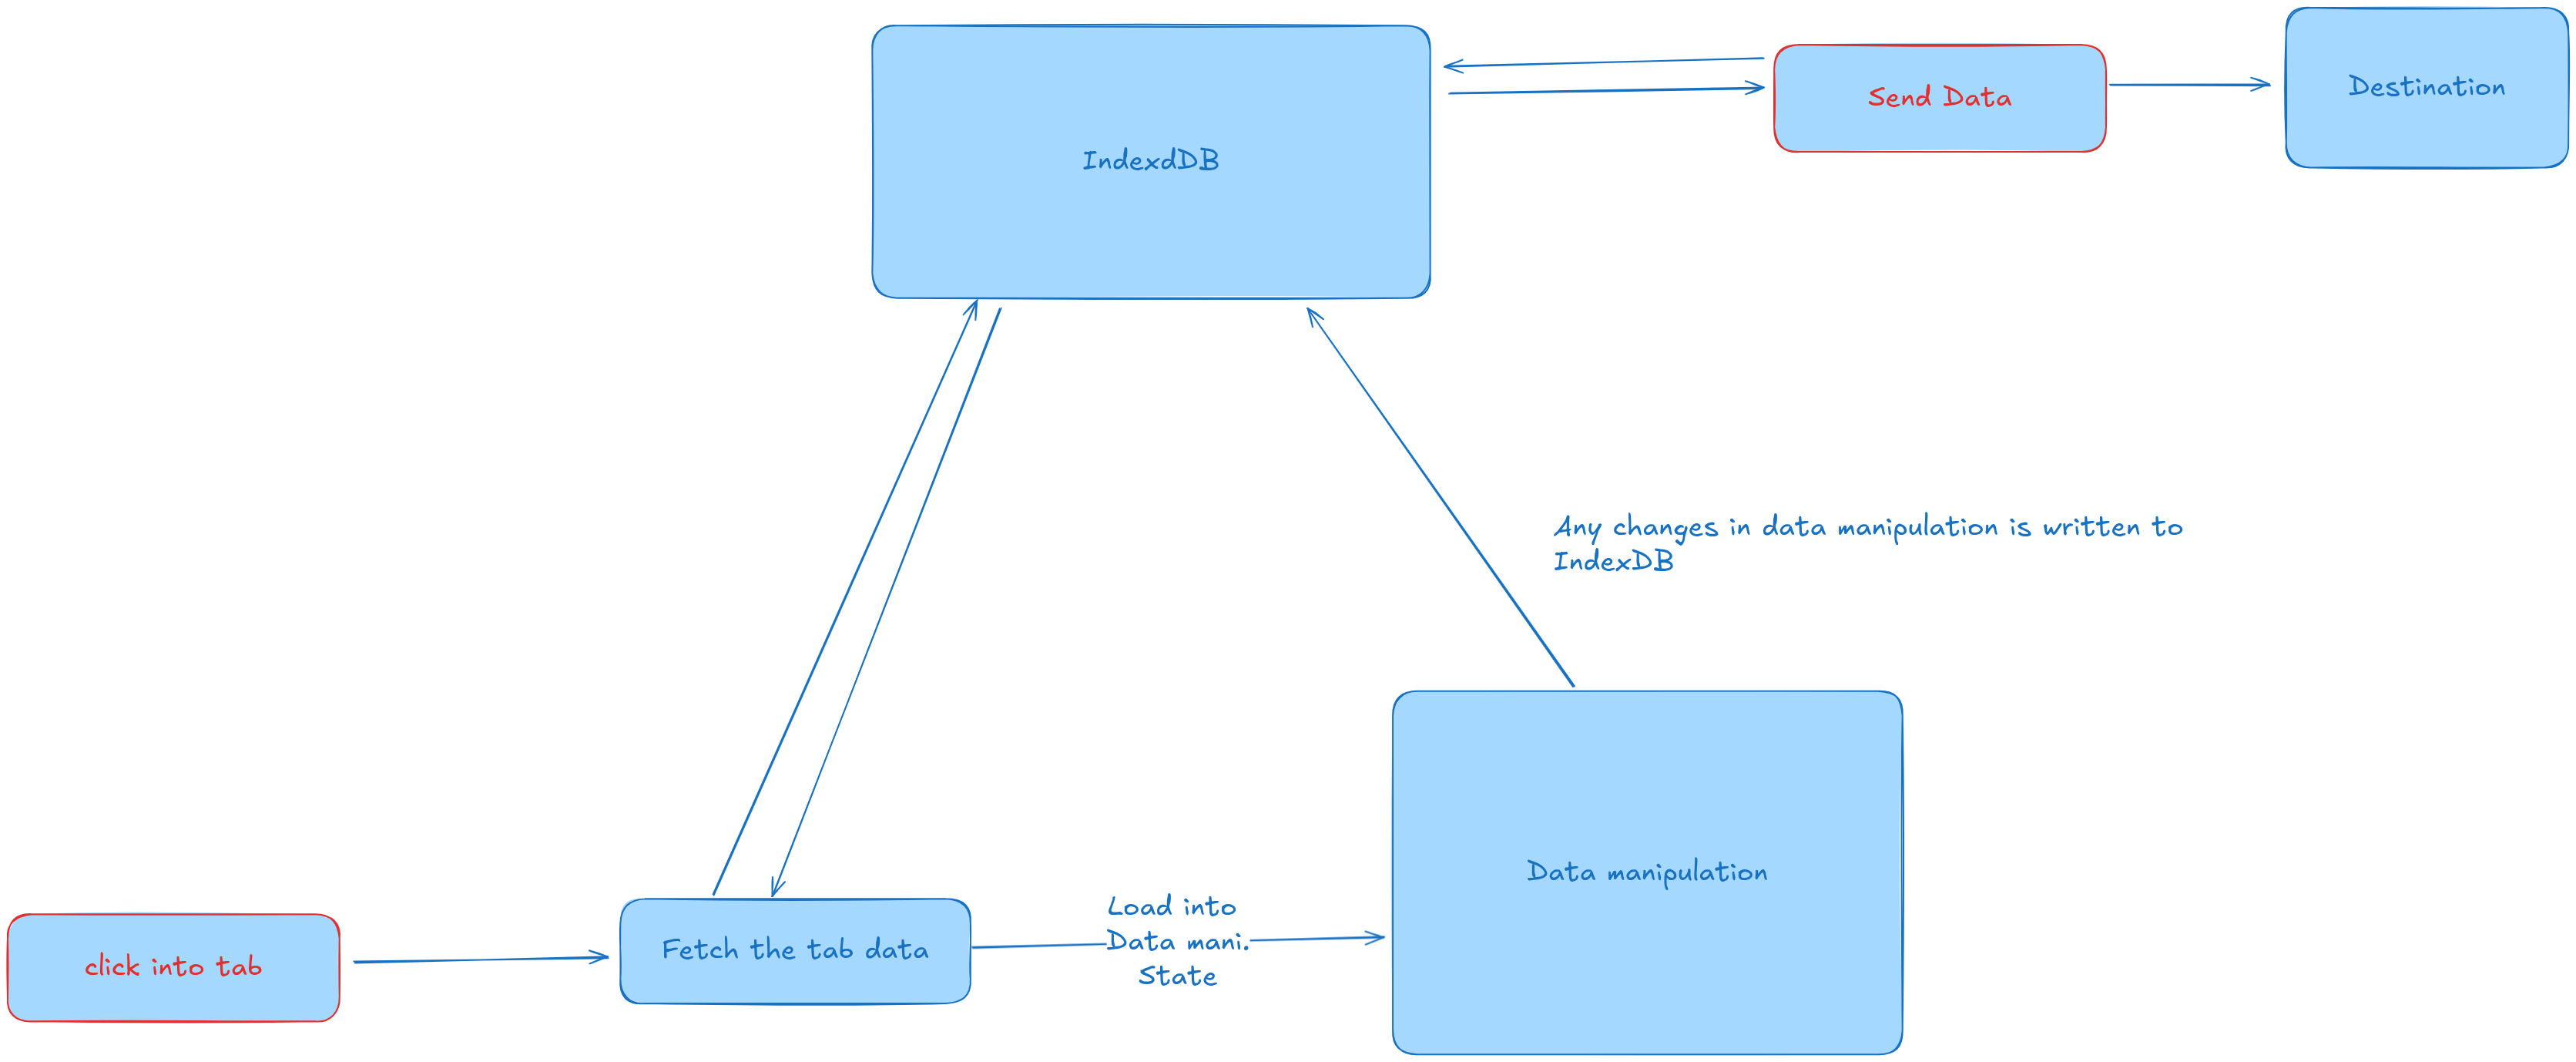 IndexdDB
Send Data
Destination
Any changes in data manipulation is written to
IndexDB
Data manipulation
click into tab
Fetch the tab data
Load into
Data mani.
State